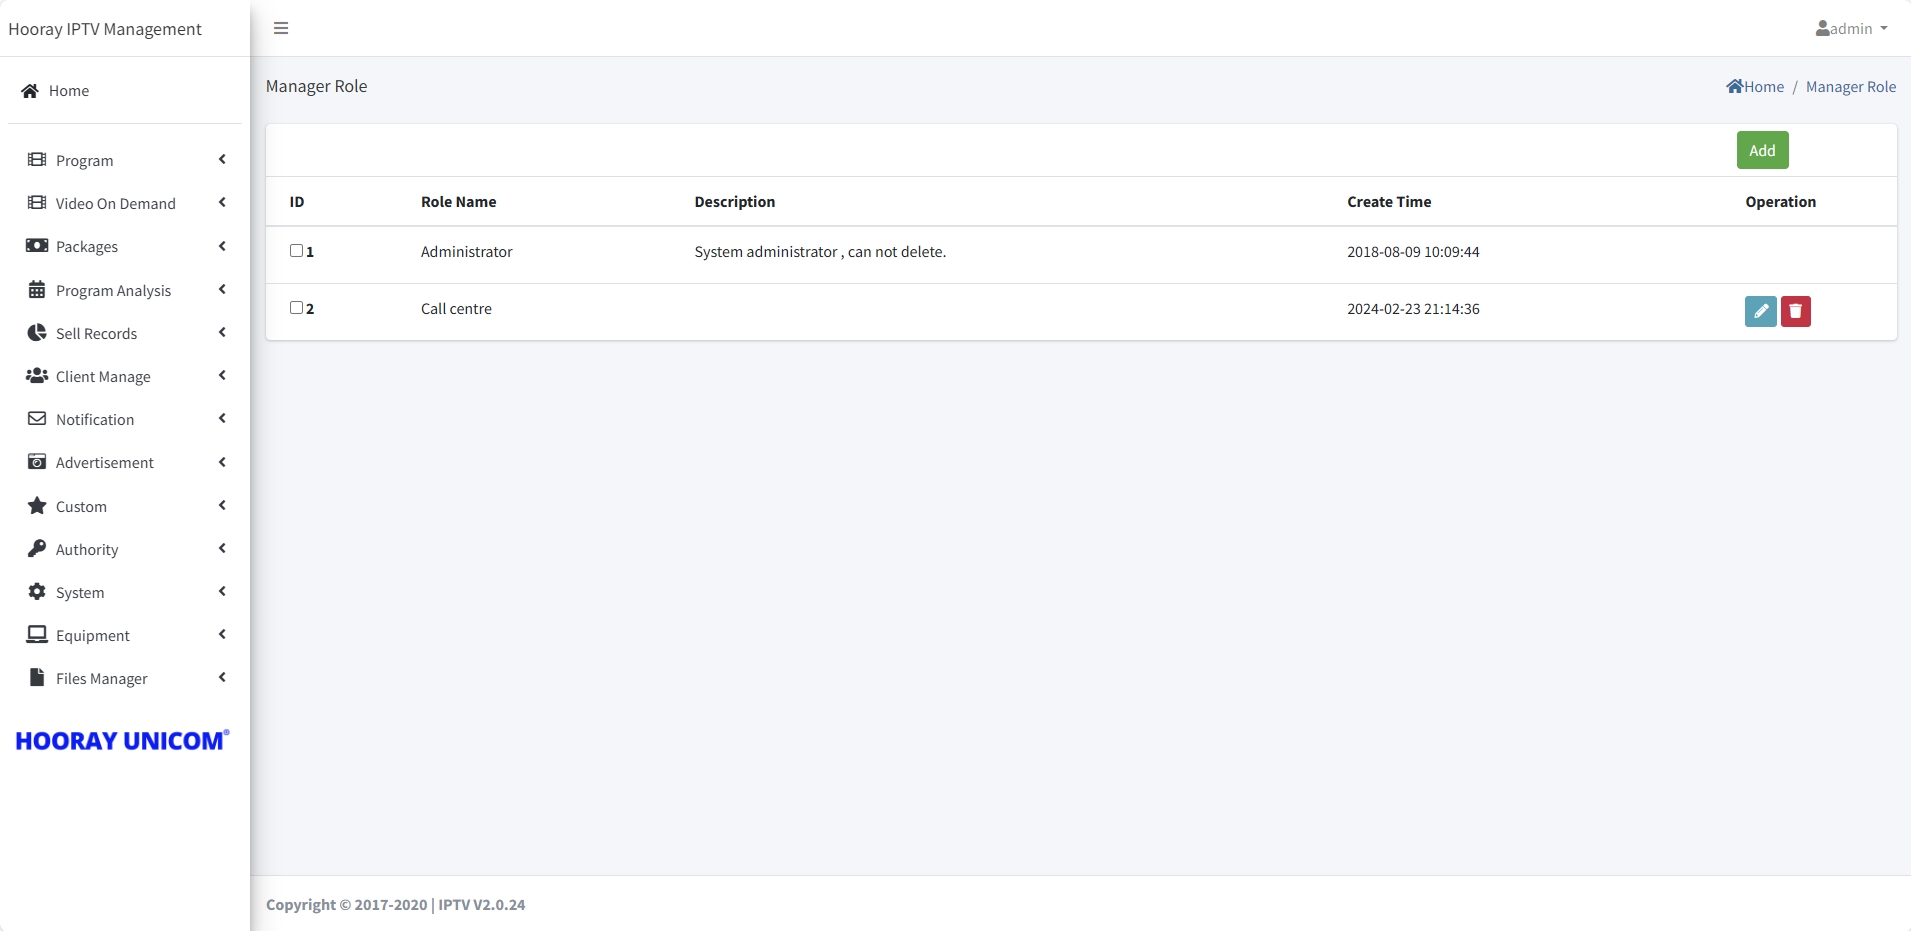 Hooray IPTV Management
admin
Home
Program
Video On Demand
Packages
Program Analysis
Sell Records
Client Manage
Notification
Advertisement
Custom
Authority
System
Equipment
Files Manager
HOORAY UNICOM®
Manager Role
Home / Manager Role
Add
ID Role Name Description Create Time Operation
1 Administrator System administrator , can not delete. 2018-08-09 10:09:44
2 Call centre 2024-02-23 21:14:36
Copyright © 2017-2020 | IPTV V2.0.24